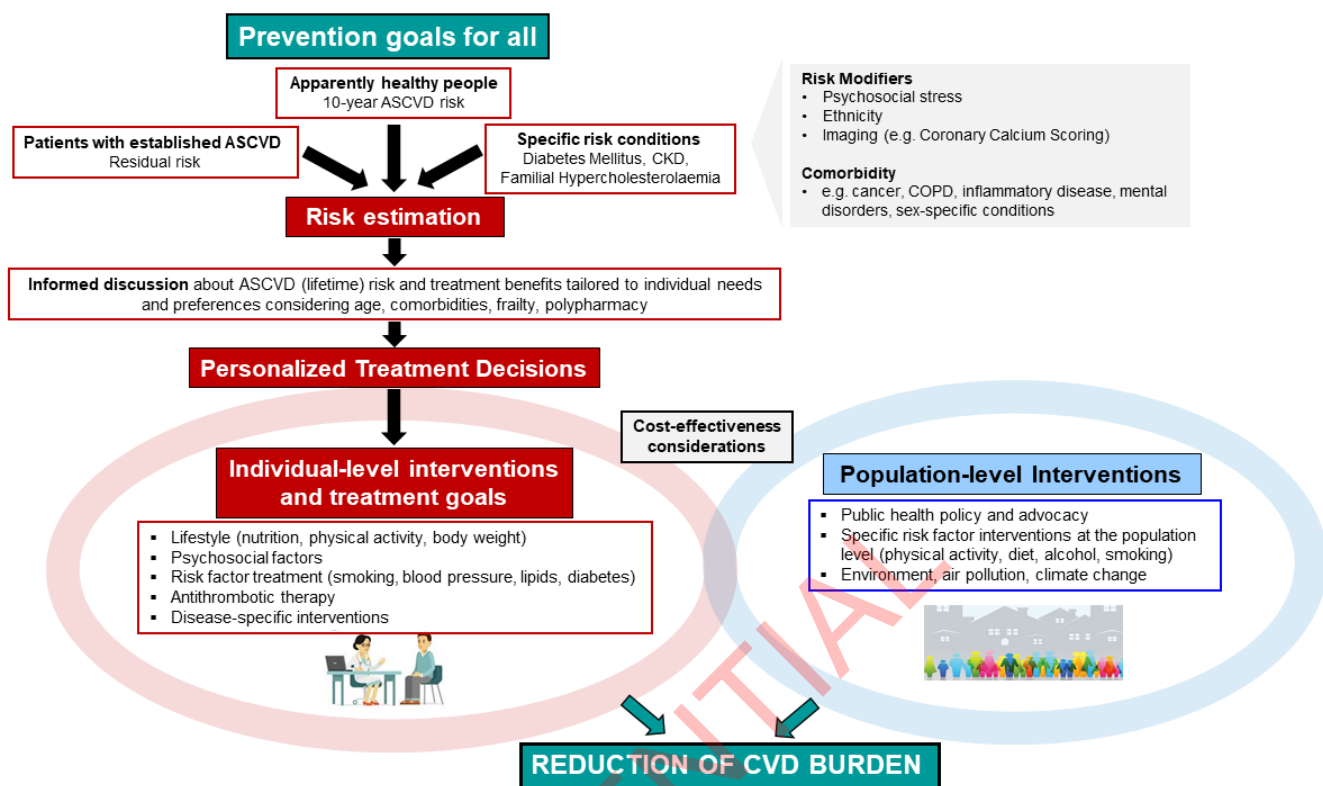 Prevention goals for all
Apparently healthy people
10-year ASCVD risk
Patients with established ASCVD
Residual risk
Specific risk conditions
Diabetes Mellitus, CKD,
Familial Hypercholesterolaemia
Risk Modifiers
• Psychosocial stress
• Ethnicity
• Imaging (e.g. Coronary Calcium Scoring)
Comorbidity
• e.g. cancer, COPD, inflammatory disease, mental
disorders, sex-specific conditions
Risk estimation
Informed discussion about ASCVD (lifetime) risk and treatment benefits tailored to individual needs
and preferences considering age, comorbidities, frailty, polypharmacy
Personalized Treatment Decisions
Cost-effectiveness
considerations
Individual-level interventions
and treatment goals
▪ Lifestyle (nutrition, physical activity, body weight)
▪ Psychosocial factors
▪ Risk factor treatment (smoking, blood pressure, lipids, diabetes)
▪ Antithrombotic therapy
▪ Disease-specific interventions
Population-level Interventions
▪ Public health policy and advocacy
▪ Specific risk factor interventions at the population
level (physical activity, diet, alcohol, smoking)
▪ Environment, air pollution, climate change
REDUCTION OF CVD BURDEN